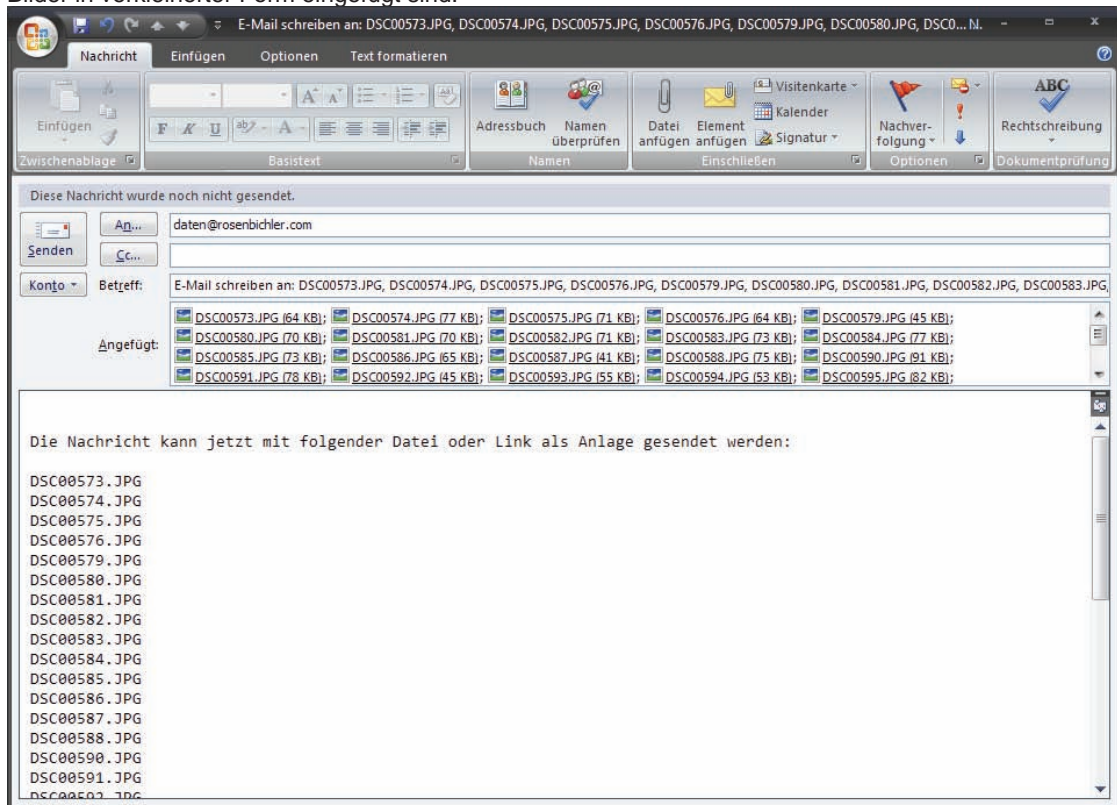 E-Mail schreiben an: DSC00573.JPG, DSC00574.JPG, DSC00575.JPG, DSC00576.JPG, DSC00579.JPG, DSC00580.JPG, DSC0... N.
Nachricht Einfügen Optionen Text formatieren
Einfügen
F K U
Adressbuch
Namen überprüfen
Datei anfügen
Element anfügen
Visitenkarte
Kalender
Signatur
Nachver-
folgung
ABC
Rechtschreibung
Zwischenablage Basistext Namen Einschließen Optionen Dokumentprüfung
Diese Nachricht wurde noch nicht gesendet.
Senden
An... daten@rosenbichler.com
Cc...
Konto Betreff: E-Mail schreiben an: DSC00573.JPG, DSC00574.JPG, DSC00575.JPG, DSC00576.JPG, DSC00579.JPG, DSC00580.JPG, DSC00581.JPG, DSC00582.JPG, DSC00583.JPG,
Angefügt:
DSC00573.JPG (64 KB); DSC00574.JPG (77 KB); DSC00575.JPG (71 KB); DSC00576.JPG (64 KB); DSC00579.JPG (45 KB);
DSC00580.JPG (70 KB); DSC00581.JPG (70 KB); DSC00582.JPG (71 KB); DSC00583.JPG (73 KB); DSC00584.JPG (77 KB);
DSC00585.JPG (73 KB); DSC00586.JPG (65 KB); DSC00587.JPG (41 KB); DSC00588.JPG (75 KB); DSC00590.JPG (91 KB);
DSC00591.JPG (78 KB); DSC00592.JPG (45 KB); DSC00593.JPG (55 KB); DSC00594.JPG (53 KB); DSC00595.JPG (82 KB);
Die Nachricht kann jetzt mit folgender Datei oder Link als Anlage gesendet werden:
DSC00573.JPG
DSC00574.JPG
DSC00575.JPG
DSC00576.JPG
DSC00579.JPG
DSC00580.JPG
DSC00581.JPG
DSC00582.JPG
DSC00583.JPG
DSC00584.JPG
DSC00585.JPG
DSC00586.JPG
DSC00587.JPG
DSC00588.JPG
DSC00590.JPG
DSC00591.JPG
DSC00592.JPG